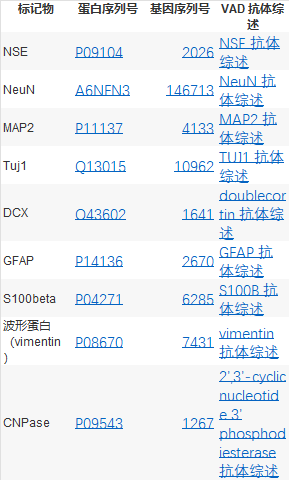 标记物 蛋白序列号 基因序列号 VAD 抗体综
述
NSE P09104 2026 NSE 抗体
综述
NeuN A6NFN3 146713 NeuN 抗
体综述
MAP2 P11137 4133 MAP2 抗
体综述
Tuj1 Q13015 10962 TUJ1 抗体
综述
DCX O43602 1641 doublecor
tin 抗体综
述
GFAP P14136 2670 GFAP 抗
体综述
S100beta P04271 6285 S100B 抗
体综述
波形蛋白
（vimentin
） P08670 7431 vimentin
抗体综述
CNPase P09543 1267 2',3'-cyclic
nucleotid
e 3'
phosphod
iesterase
抗体综述